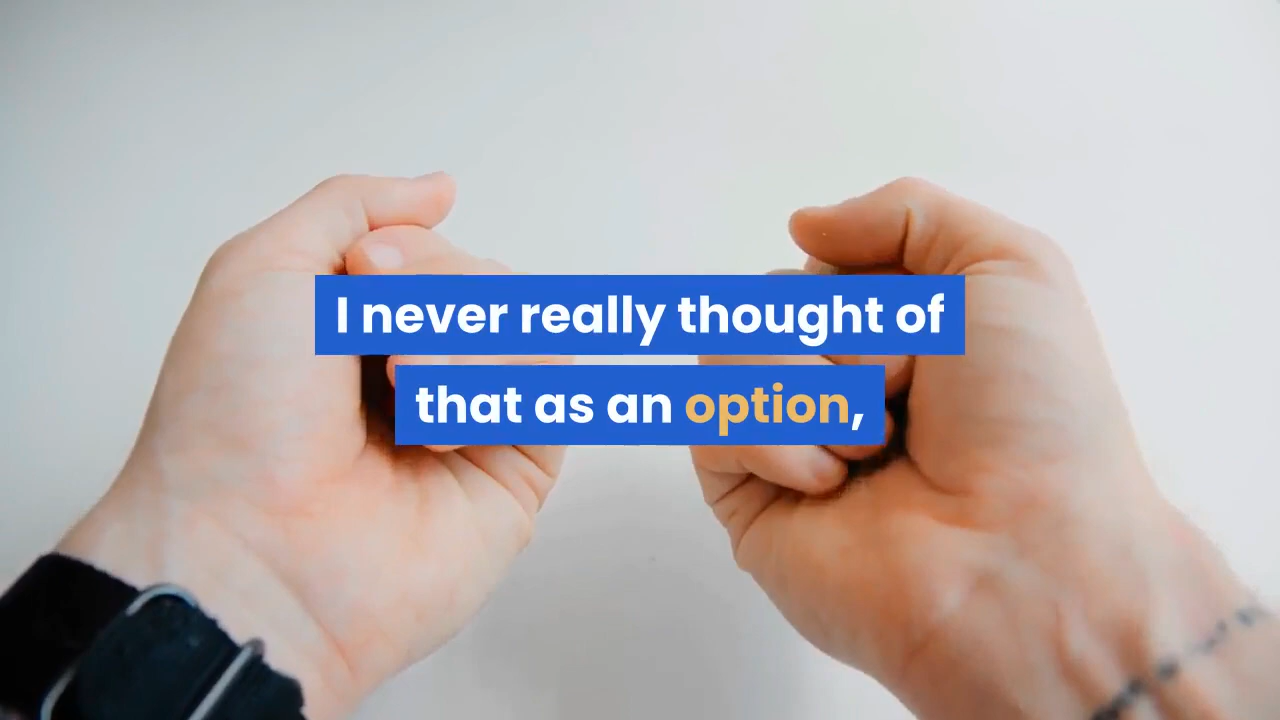 I never really thought of
that as an option,